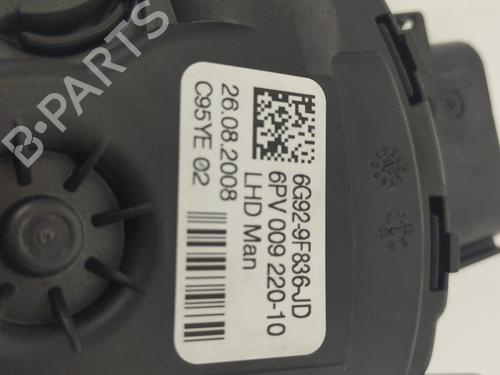 6G92-9F836-JD
6PV 009 220-10
LHD Man
26.08.2008
C95YE 02
B-PARTS